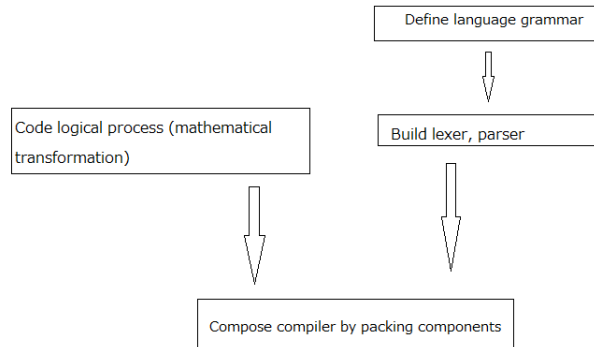 Define language grammar
Code logical process (mathematical
transformation)
Build lexer, parser
Compose compiler by packing components